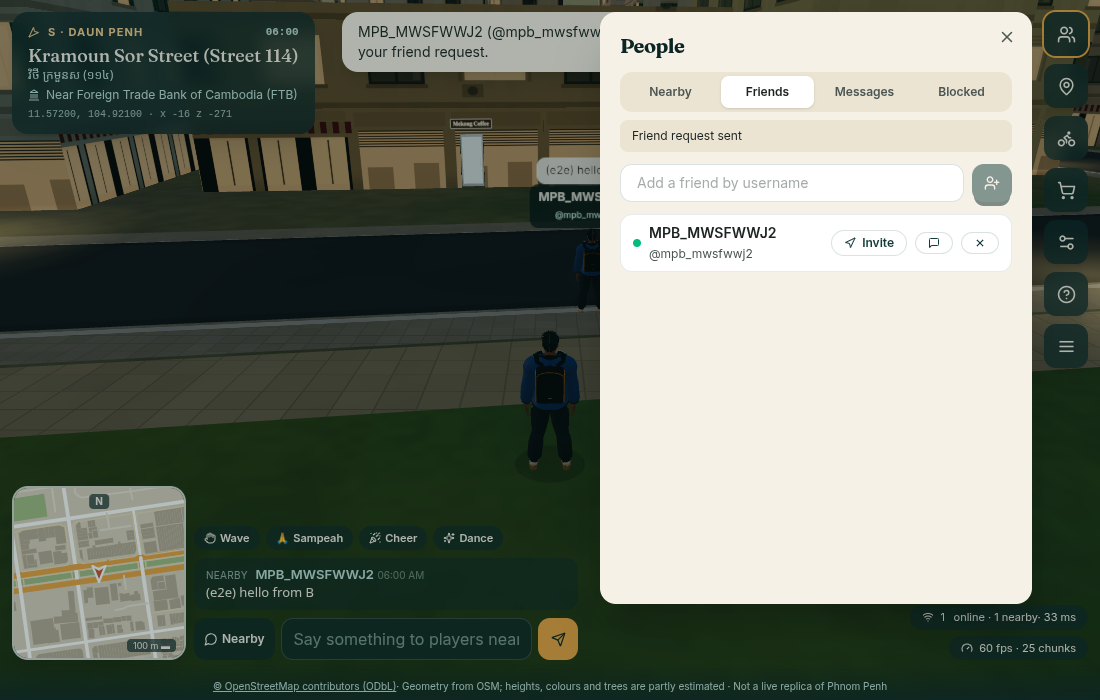 S · DAUN PENH 06:00
Kramoun Sor Street (Street 114)
វិថី ក្រមួនស (១១៤)
Near Foreign Trade Bank of Cambodia (FTB)
11.57200, 104.92100 · x -16 z -271
MPB_MWSFWWJ2 (@mpb_mwsfww
your friend request.
Mekong Coffee
(e2e) hello
MPB_MWS
@mpb_mw
People
Nearby Friends Messages Blocked
Friend request sent
Add a friend by username
MPB_MWSFWWJ2
@mpb_mwsfwwj2
Invite
N
100 m
Wave 
Sampeah 
Cheer 
Dance
NEARBY MPB_MWSFWWJ2 06:00 AM
(e2e) hello from B
Nearby
Say something to players near
1 online · 1 nearby· 33 ms
60 fps · 25 chunks
© OpenStreetMap contributors (ODbL)· Geometry from OSM; heights, colours and trees are partly estimated · Not a live replica of Phnom Penh